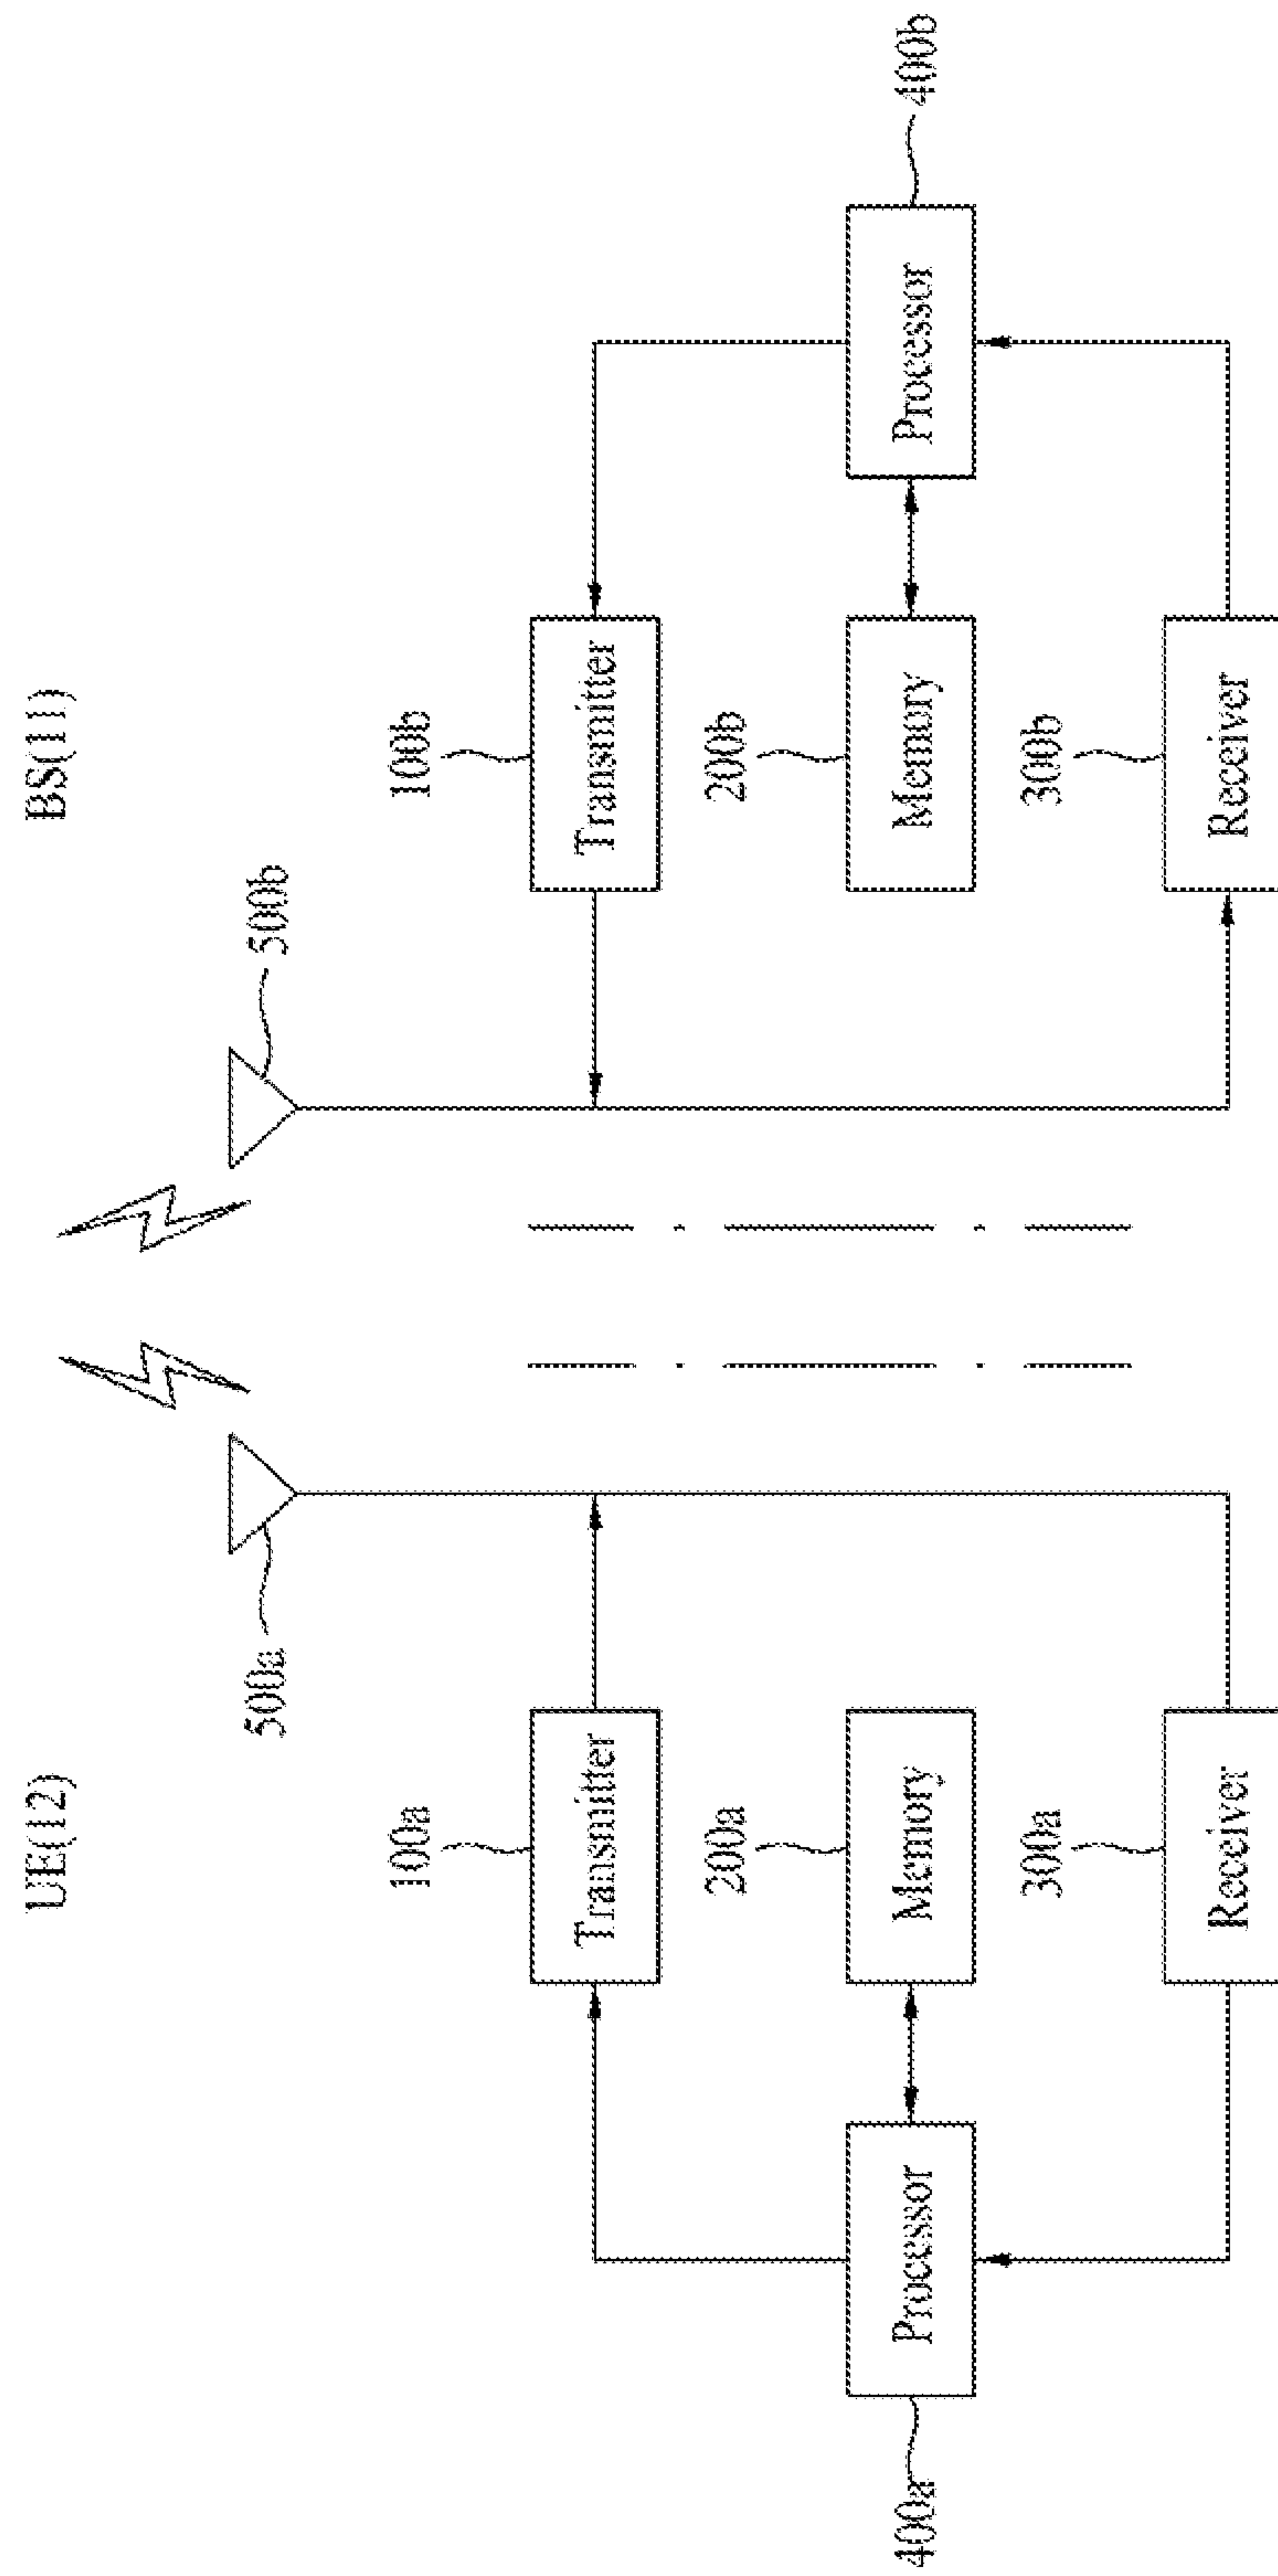 UE(12)
BS(11)
500a
500b
100a
100b
Transmitter
Transmitter
200a
200b
400a
Processor
Memory
Memory
Processor
400b
300a
300b
Receiver
Receiver